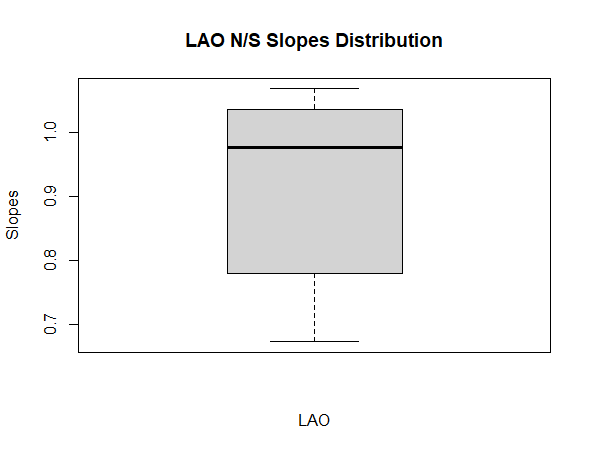 LAO N/S Slopes Distribution
Slopes
1.0
0.9
0.8
0.7
LAO